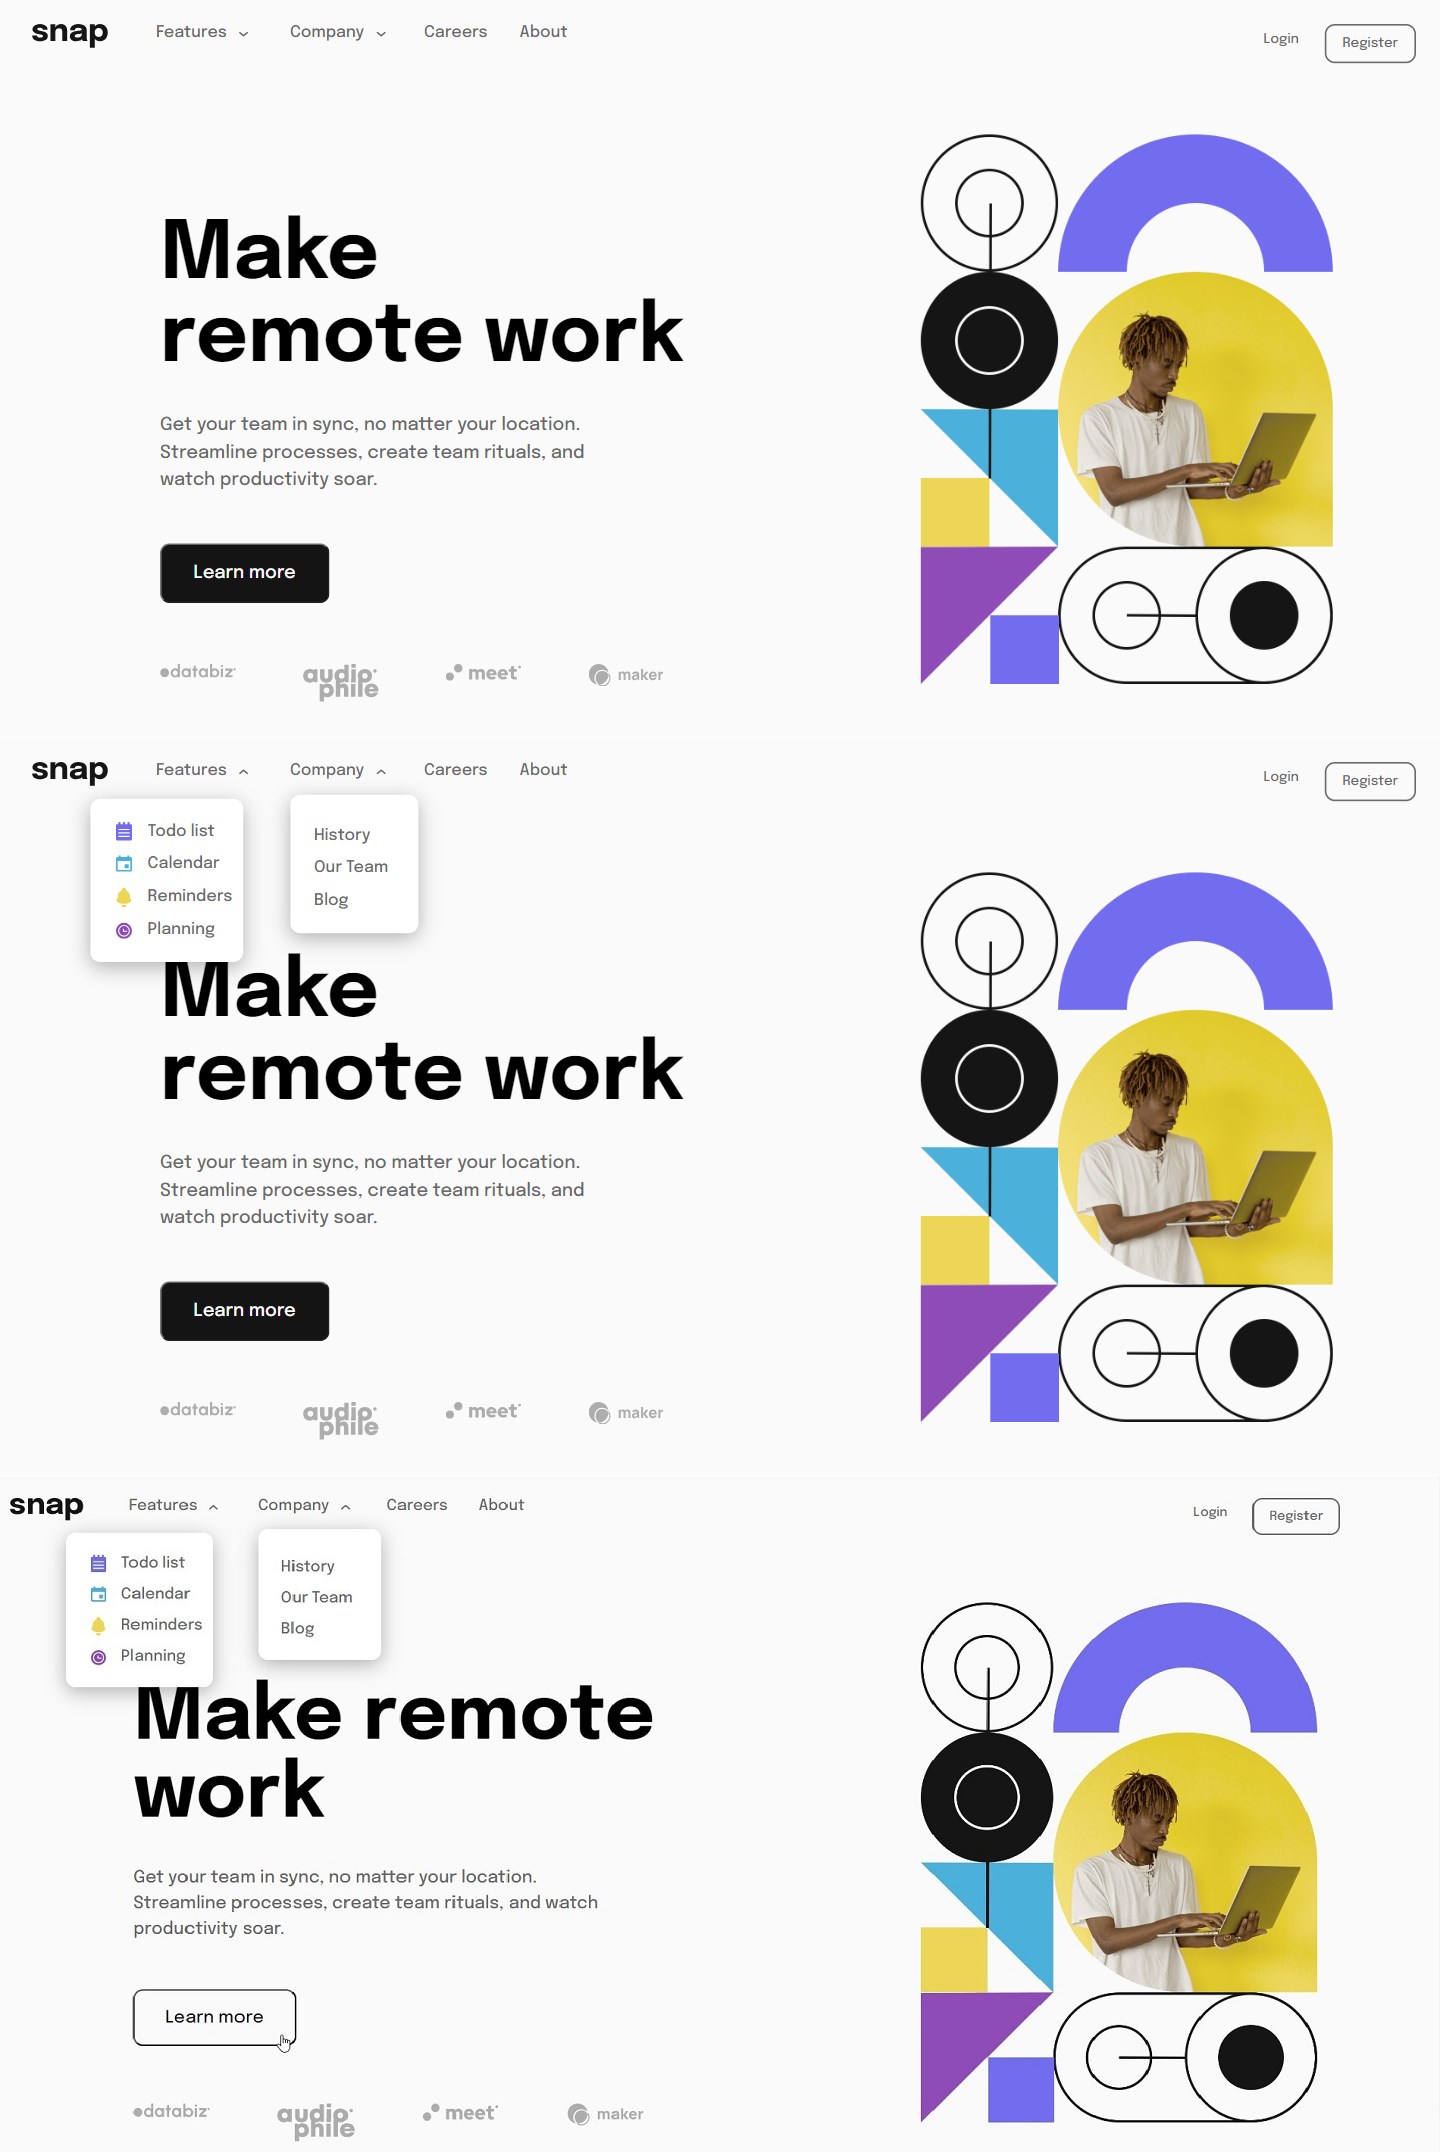 snap Features Company Careers About Login Register
Make
remote work
Get your team in sync, no matter your location.
Streamline processes, create team rituals, and
watch productivity soar.
Learn more
databiz audiophile meet maker
snap Features Company Careers About Login Register
Todo list
Calendar
Reminders
Planning
History
Our Team
Blog
Make
remote work
Get your team in sync, no matter your location.
Streamline processes, create team rituals, and
watch productivity soar.
Learn more
databiz audiophile meet maker
snap Features Company Careers About Login Register
Todo list
Calendar
Reminders
Planning
History
Our Team
Blog
Make remote
work
Get your team in sync, no matter your location.
Streamline processes, create team rituals, and watch
productivity soar.
Learn more
databiz audiophile meet maker